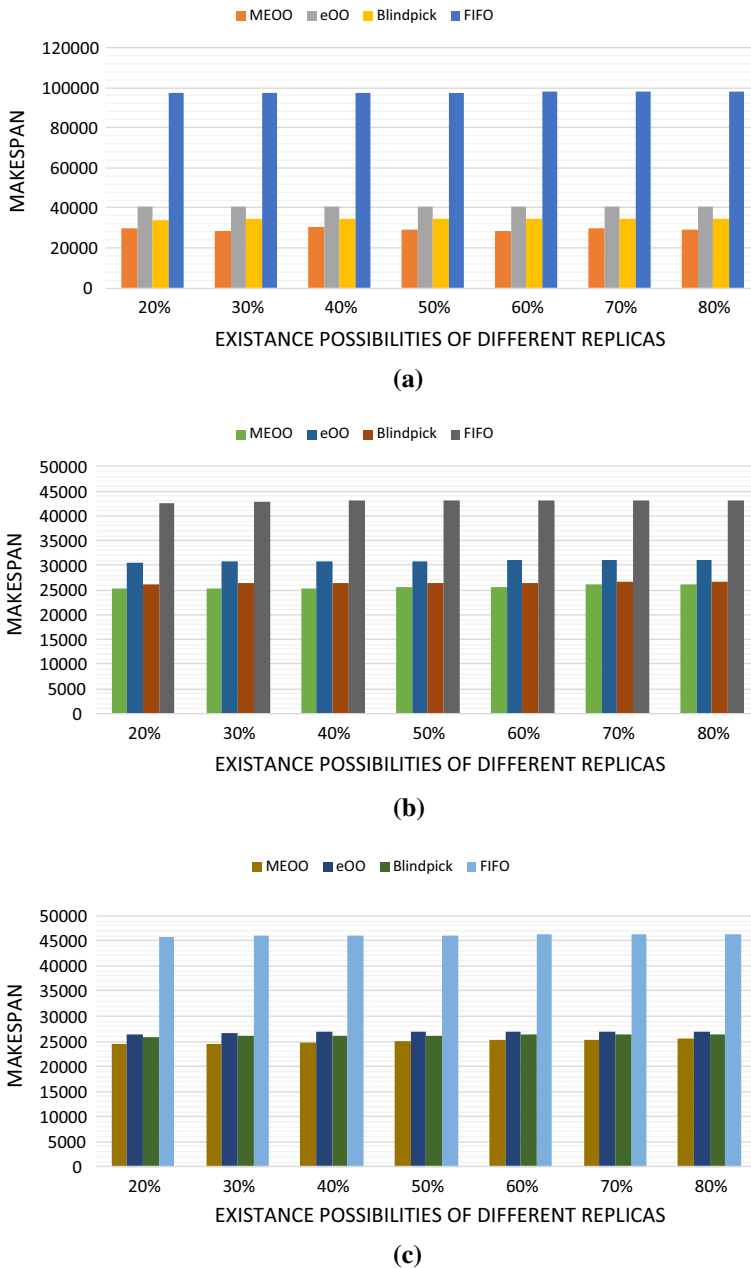 MEOO eOO Blindpick FIFO
120000
100000
80000
60000
40000
20000
0
MAKESPAN
20% 30% 40% 50% 60% 70% 80%
EXISTANCE POSSIBILITIES OF DIFFERENT REPLICAS
(a)
MEOO eOO Blindpick FIFO
50000
45000
40000
35000
30000
25000
20000
15000
10000
5000
0
MAKESPAN
20% 30% 40% 50% 60% 70% 80%
EXISTANCE POSSIBILITIES OF DIFFERENT REPLICAS
(b)
MEOO eOO Blindpick FIFO
50000
45000
40000
35000
30000
25000
20000
15000
10000
5000
0
MAKESPAN
20% 30% 40% 50% 60% 70% 80%
EXISTANCE POSSIBILITIES OF DIFFERENT REPLICAS
(c)